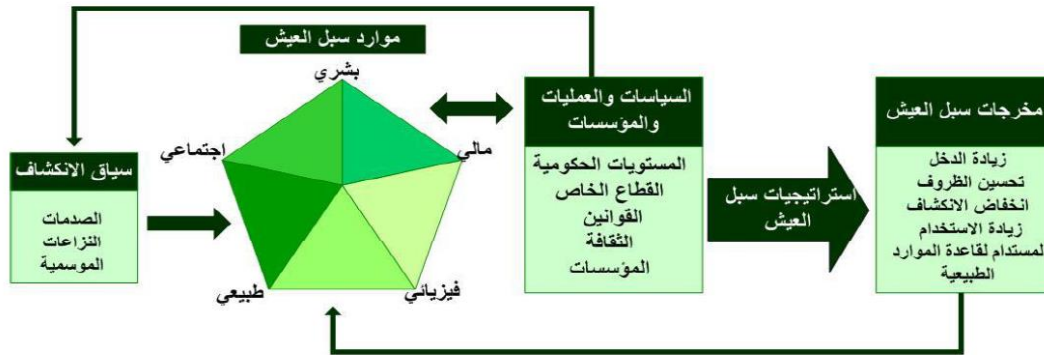 موارد سبل العيش
بشري
مالي
فيزيائي
طبيعي
اجتماعي
سياق الانكشاف
الصدمات
النزاعات
الموسمية
السياسات والعمليات
والمؤسسات
المستويات الحكومية
القطاع الخاص
القوانين
الثقافة
المؤسسات
استراتيجيات سبل
العيش
مخرجات سبل العيش
زيادة الدخل
تحسين الظروف
انخفاض الانكشاف
زيادة الاستخدام
المستدام لقاعدة الموارد
الطبيعية